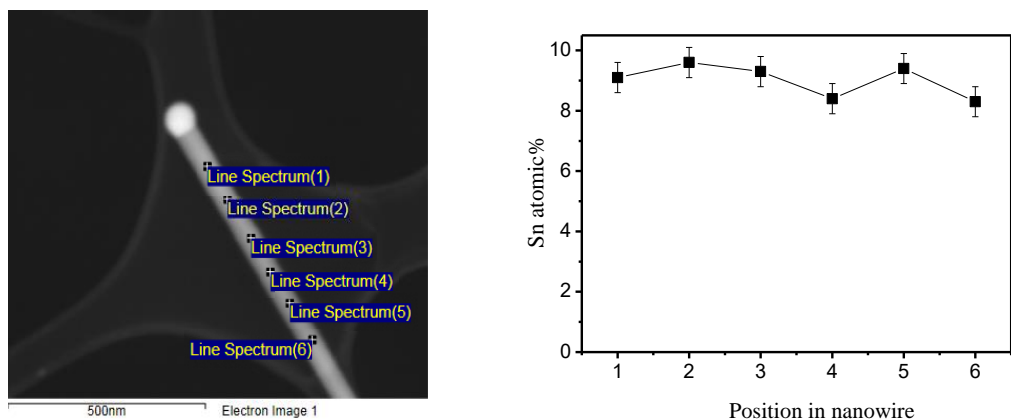 Line Spectrum(1)
Line Spectrum(2)
Line Spectrum(3)
Line Spectrum(4)
Line Spectrum(5)
Line Spectrum(6)
500nm
Electron Image 1
Sn atomic%
10
8
6
4
2
0
1 2 3 4 5 6
Position in nanowire